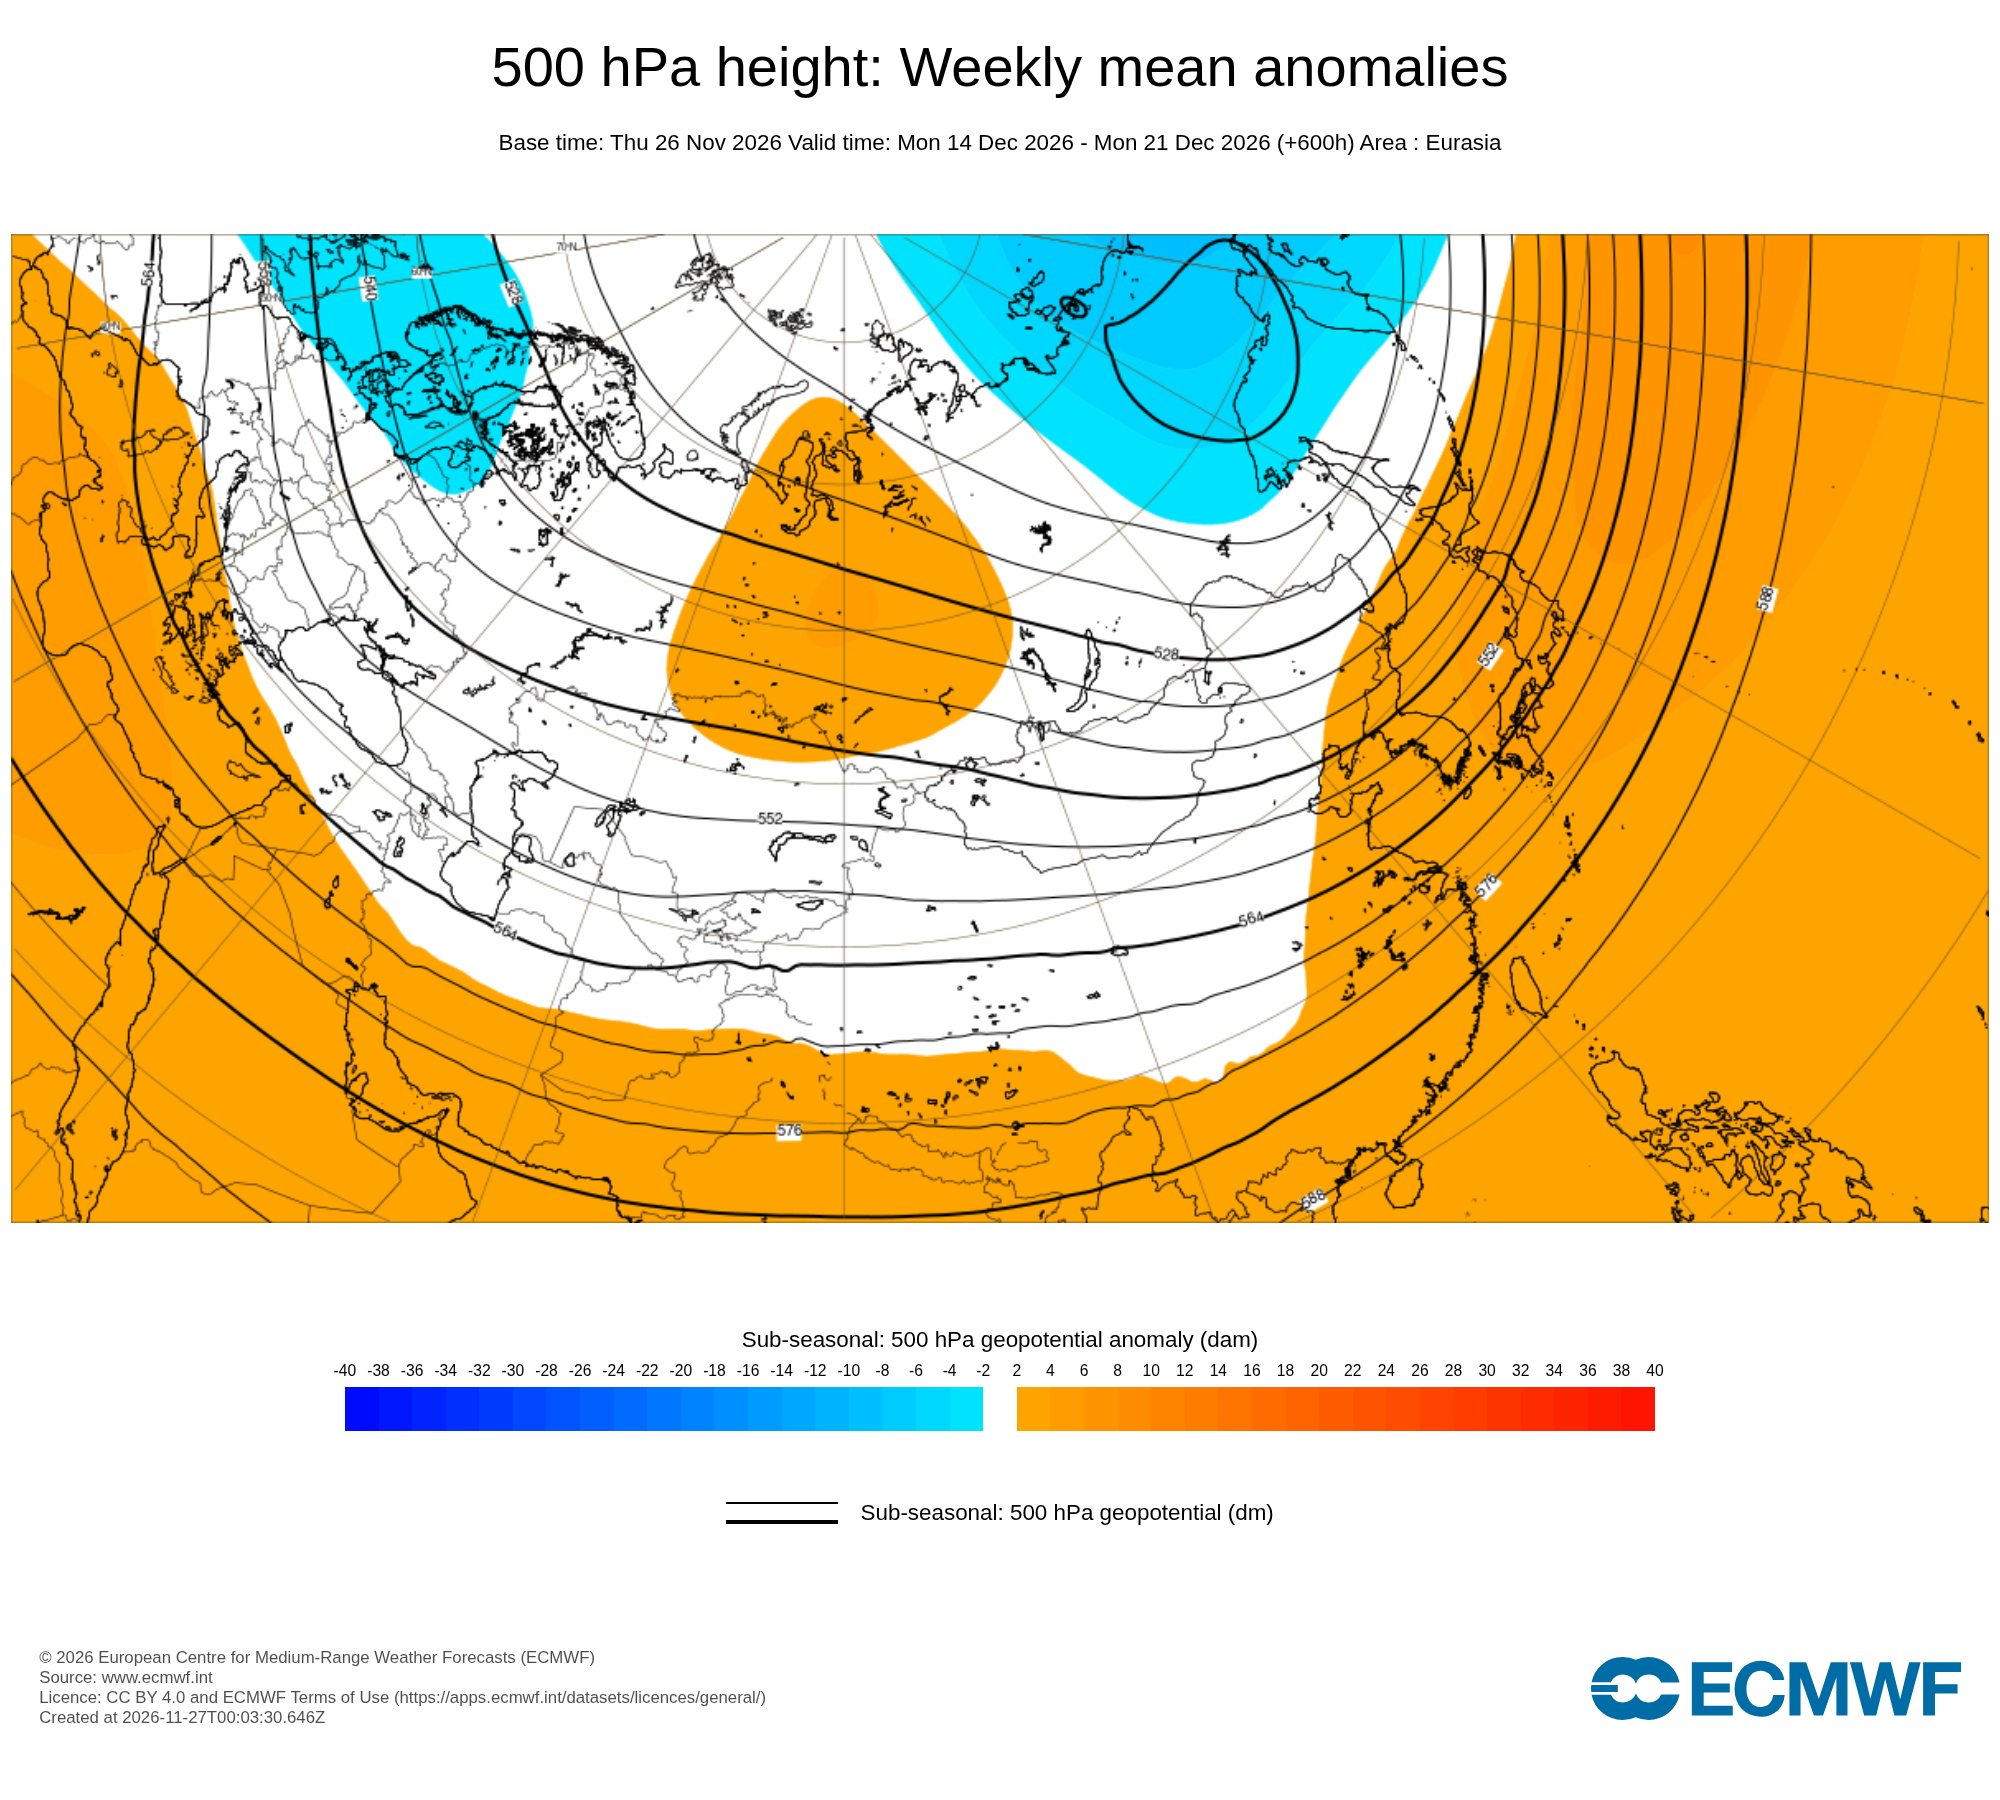 500 hPa height: Weekly mean anomalies
Base time: Thu 26 Nov 2026 Valid time: Mon 14 Dec 2026 - Mon 21 Dec 2026 (+600h) Area : Eurasia
70°N
564
60°N
540
528
50°N
40°N
588
552
528
552
576
564
564
576
588
Sub-seasonal: 500 hPa geopotential anomaly (dam)
-40 -38 -36 -34 -32 -30 -28 -26 -24 -22 -20 -18 -16 -14 -12 -10 -8 -6 -4 -2 2 4 6 8 10 12 14 16 18 20 22 24 26 28 30 32 34 36 38 40
Sub-seasonal: 500 hPa geopotential (dm)
© 2026 European Centre for Medium-Range Weather Forecasts (ECMWF)
Source: www.ecmwf.int
Licence: CC BY 4.0 and ECMWF Terms of Use (https://apps.ecmwf.int/datasets/licences/general/)
Created at 2026-11-27T00:03:30.646Z
ECMWF